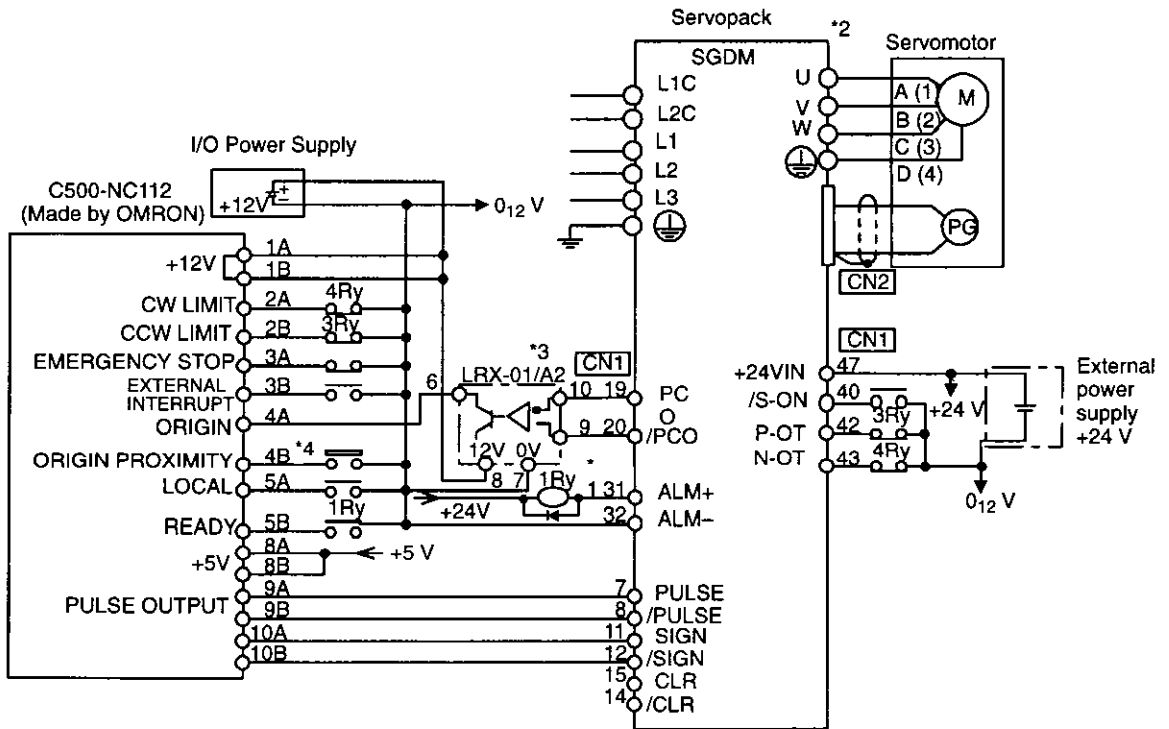 Servopack
*2
SGDM
Servomotor
L1C
L2C
L1
L2
L3
U
V
W
A (1)
B (2)
C (3)
D (4)
M
PG
CN2
I/O Power Supply
+12V
±
0₁₂ V
C500-NC112
(Made by OMRON)
+12V
1A
1B
CW LIMIT 2A 4Ry
CCW LIMIT 2B 3Ry
EMERGENCY STOP 3A
EXTERNAL
INTERRUPT 3B
ORIGIN 4A
ORIGIN PROXIMITY 4B *4
LOCAL 5A
READY 5B 1Ry
+5V 8A
8B
+5 V
PULSE OUTPUT 9A
9B
10A
10B
*3
LRX-01/A2
6
12V 0V
8 7
10
9
CN1
19 PC
O
20 /PCO
*
1Ry
+24V
1
31 ALM+
32 ALM−
7 PULSE
8 /PULSE
11 SIGN
12 /SIGN
15 CLR
14 /CLR
CN1
+24VIN 47
/S-ON 40
P-OT 42 3Ry
N-OT 43 4Ry
+24 V
0₁₂ V
External
power
supply
+24 V